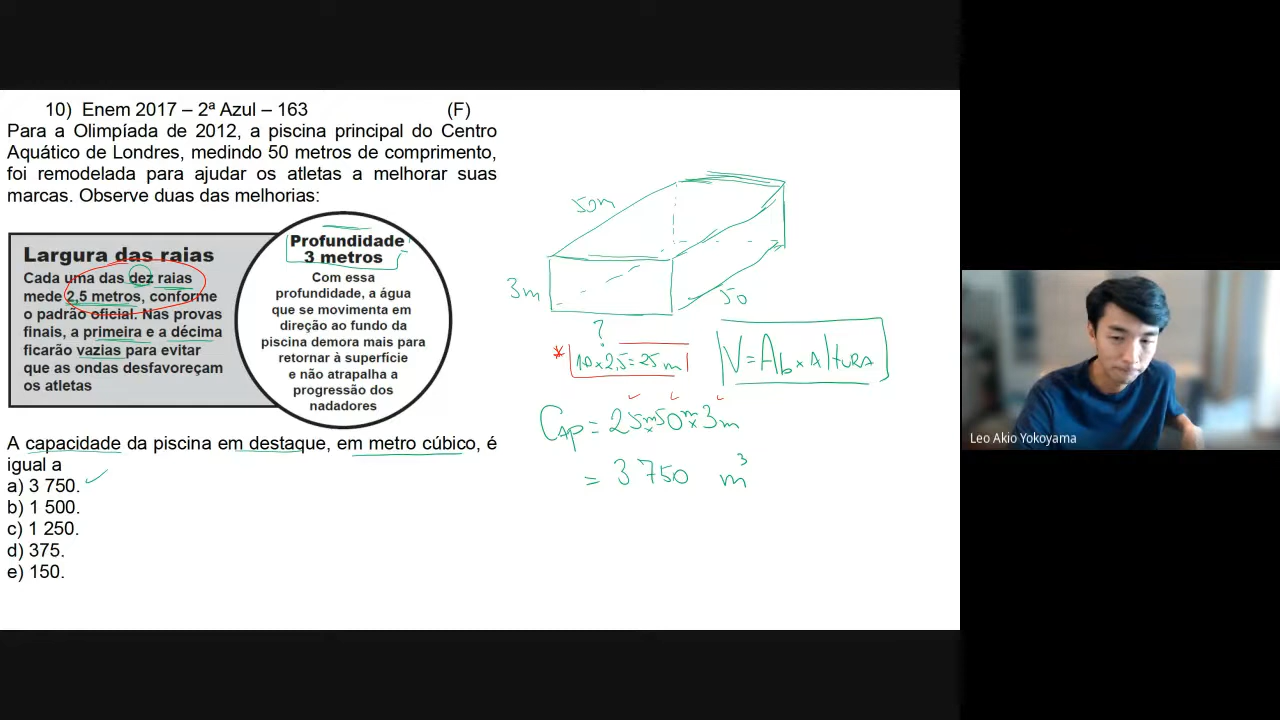 10) Enem 2017 – 2ª Azul – 163 (F)
Para a Olimpíada de 2012, a piscina principal do Centro
Aquático de Londres, medindo 50 metros de comprimento,
foi remodelada para ajudar os atletas a melhorar suas
marcas. Observe duas das melhorias:
Largura das raias
Cada uma das dez raias
mede 2,5 metros, conforme
o padrão oficial. Nas provas
finais, a primeira e a décima
ficarão vazias para evitar
que as ondas desfavoreçam
os atletas
Profundidade
3 metros
Com essa
profundidade, a água
que se movimenta em
direção ao fundo da
piscina demora mais para
retornar à superfície
e não atrapalha a
progressão dos
nadadores
A capacidade da piscina em destaque, em metro cúbico, é
igual a
a) 3 750.
b) 1 500.
c) 1 250.
d) 375.
e) 150.
50m
3m
50
?
* 10 x 2,5 = 25 m
V = Ab x ALTURA
CAP = 25m x 50m x 3m
= 3 750 m³
Leo Akio Yokoyama